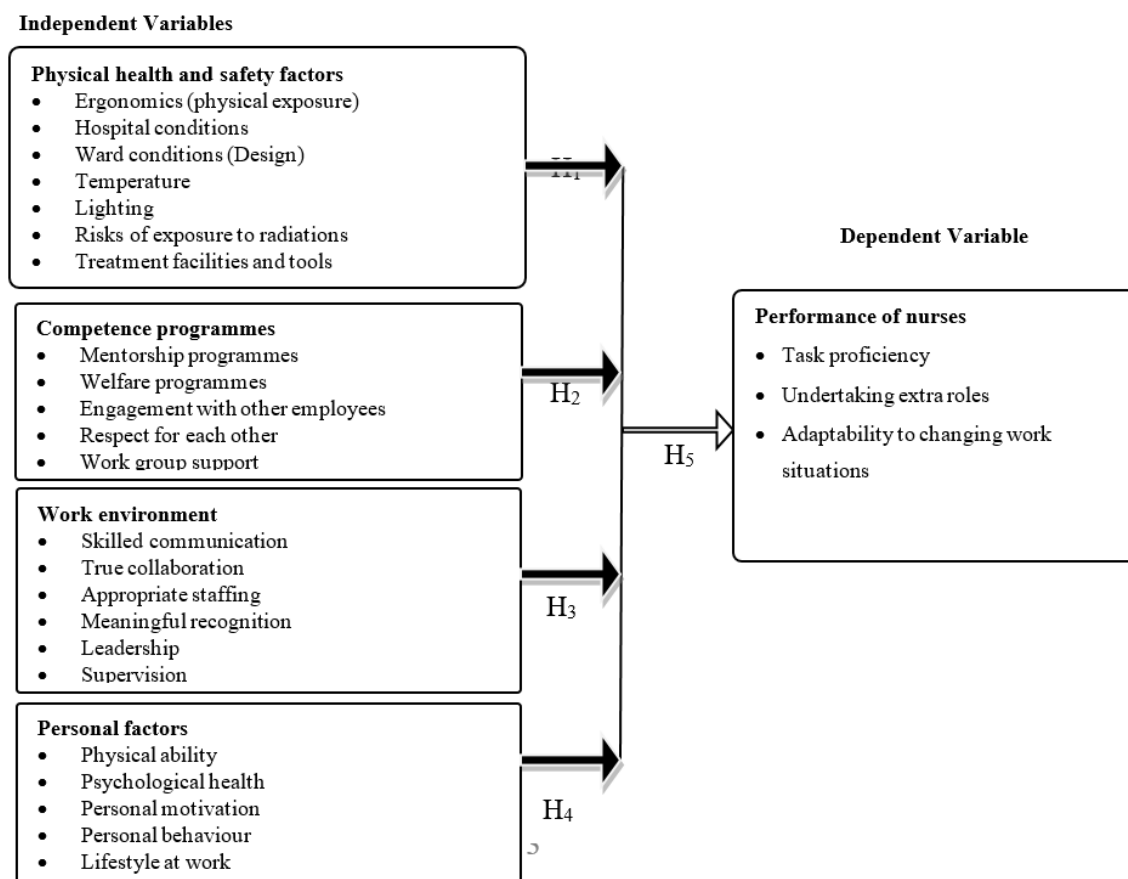 Independent Variables
Physical health and safety factors
• Ergonomics (physical exposure)
• Hospital conditions
• Ward conditions (Design)
• Temperature
• Lighting
• Risks of exposure to radiations
• Treatment facilities and tools
H₁
Competence programmes
• Mentorship programmes
• Welfare programmes
• Engagement with other employees
• Respect for each other
• Work group support
H₂
Work environment
• Skilled communication
• True collaboration
• Appropriate staffing
• Meaningful recognition
• Leadership
• Supervision
H₃
Personal factors
• Physical ability
• Psychological health
• Personal motivation
• Personal behaviour
• Lifestyle at work
H₄
H₅
Dependent Variable
Performance of nurses
• Task proficiency
• Undertaking extra roles
• Adaptability to changing work
situations